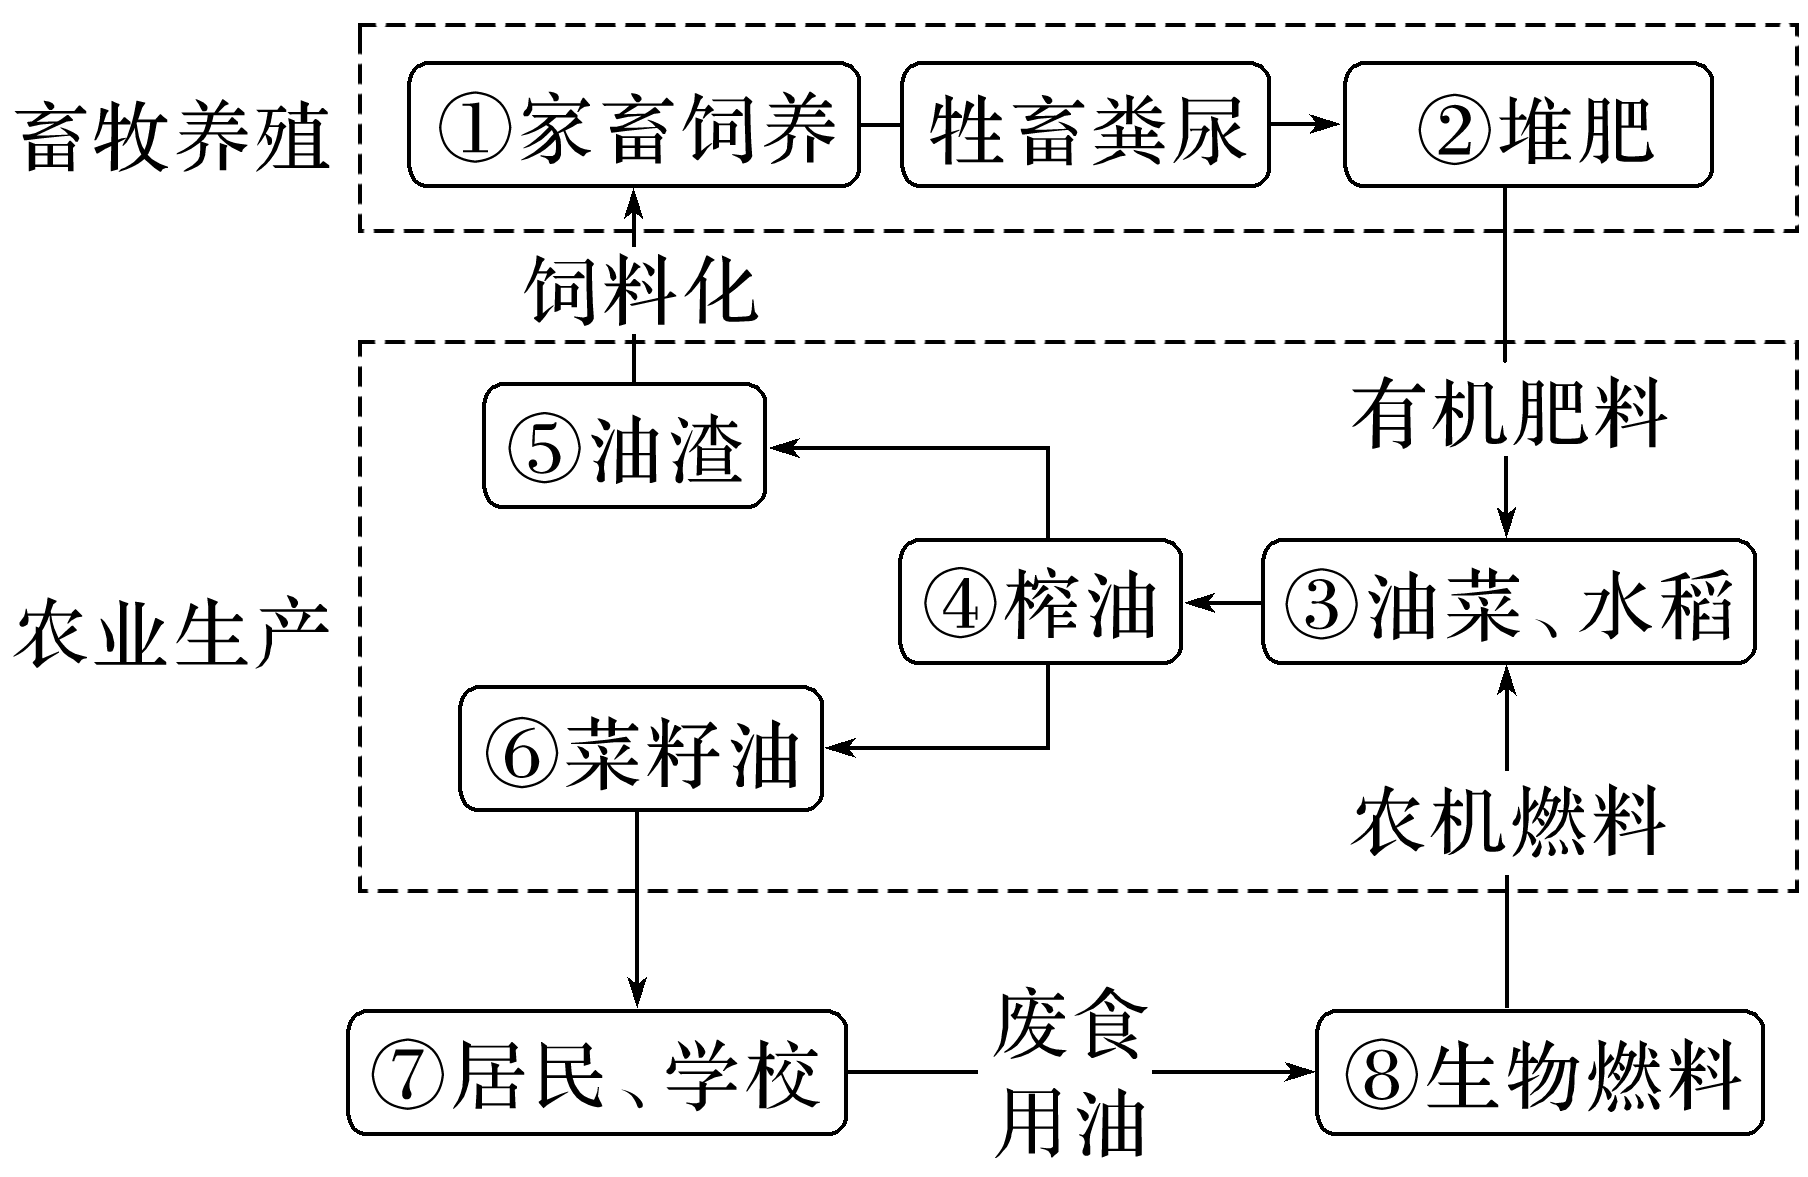 畜牧养殖
①家畜饲养
牲畜粪尿
②堆肥
饲料化
有机肥料
⑤油渣
农业生产
④榨油
③油菜、水稻
⑥菜籽油
农机燃料
⑦居民、学校
废食
用油
⑧生物燃料